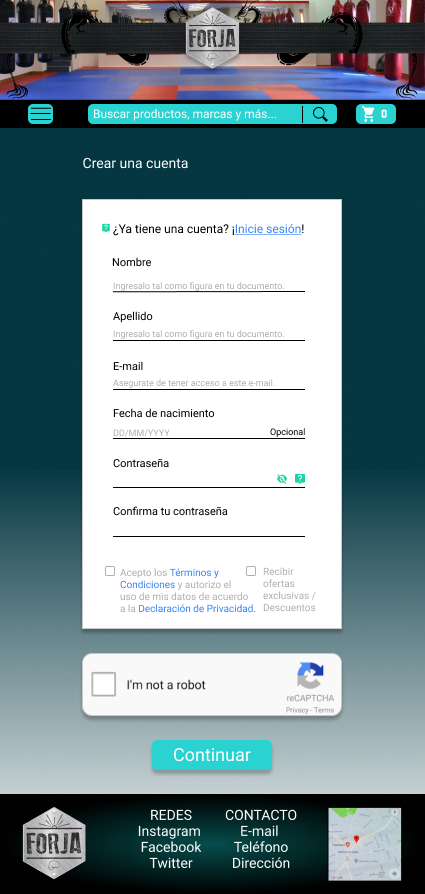 FORJA
Buscar productos, marcas y más...
0
Crear una cuenta
¿Ya tiene una cuenta? ¡Inicie sesión!
Nombre
Ingresalo tal como figura en tu documento.
Apellido
Ingresalo tal como figura en tu documento.
E-mail
Asegurate de tener acceso a este e-mail.
Fecha de nacimiento
DD/MM/YYYY
Opcional
Contraseña
Confirma tu contraseña
Acepto los Términos y
Condiciones y autorizo el
uso de mis datos de acuerdo
a la Declaración de Privacidad.
Recibir
ofertas
exclusivas /
Descuentos
I'm not a robot
reCAPTCHA
Privacy - Terms
Continuar
FORJA
REDES
Instagram
Facebook
Twitter
CONTACTO
E-mail
Teléfono
Dirección